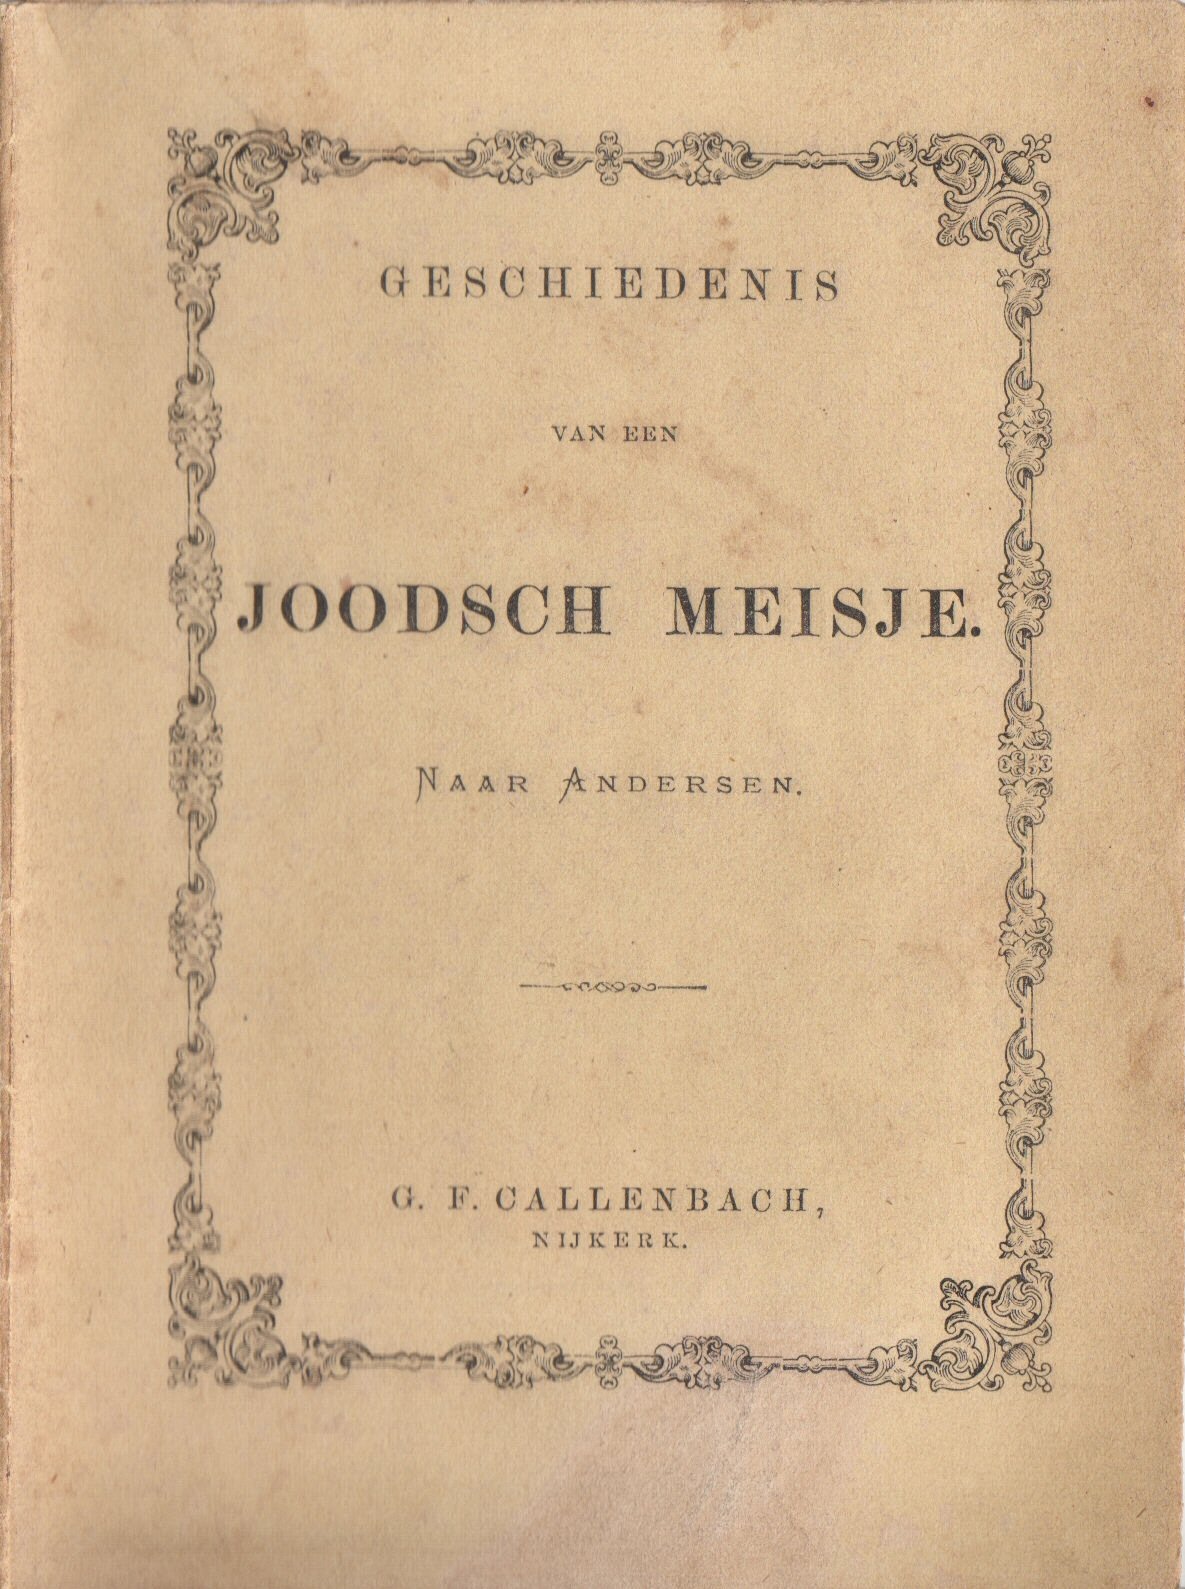 GESCHIEDENIS
VAN EEN
JOODSCH MEISJE.
NAAR ANDERSEN.
G. F. CALLENBACH,
NIJKERK.